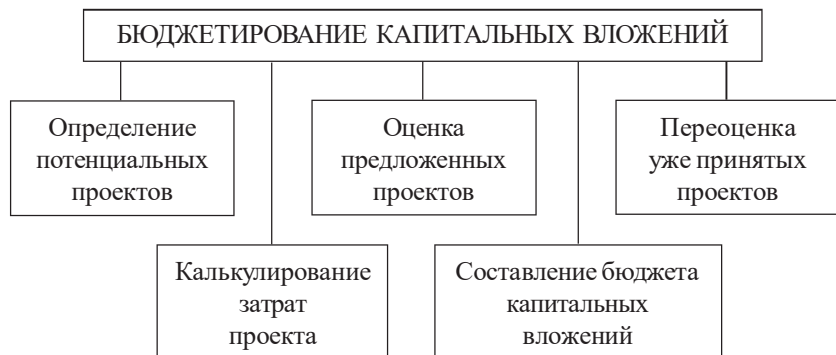 БЮДЖЕТИРОВАНИЕ КАПИТАЛЬНЫХ ВЛОЖЕНИЙ
Определение
потенциальных
проектов
Оценка
предложенных
проектов
Переоценка
уже принятых
проектов
Калькулирование
затрат
проекта
Составление бюджета
капитальных
вложений